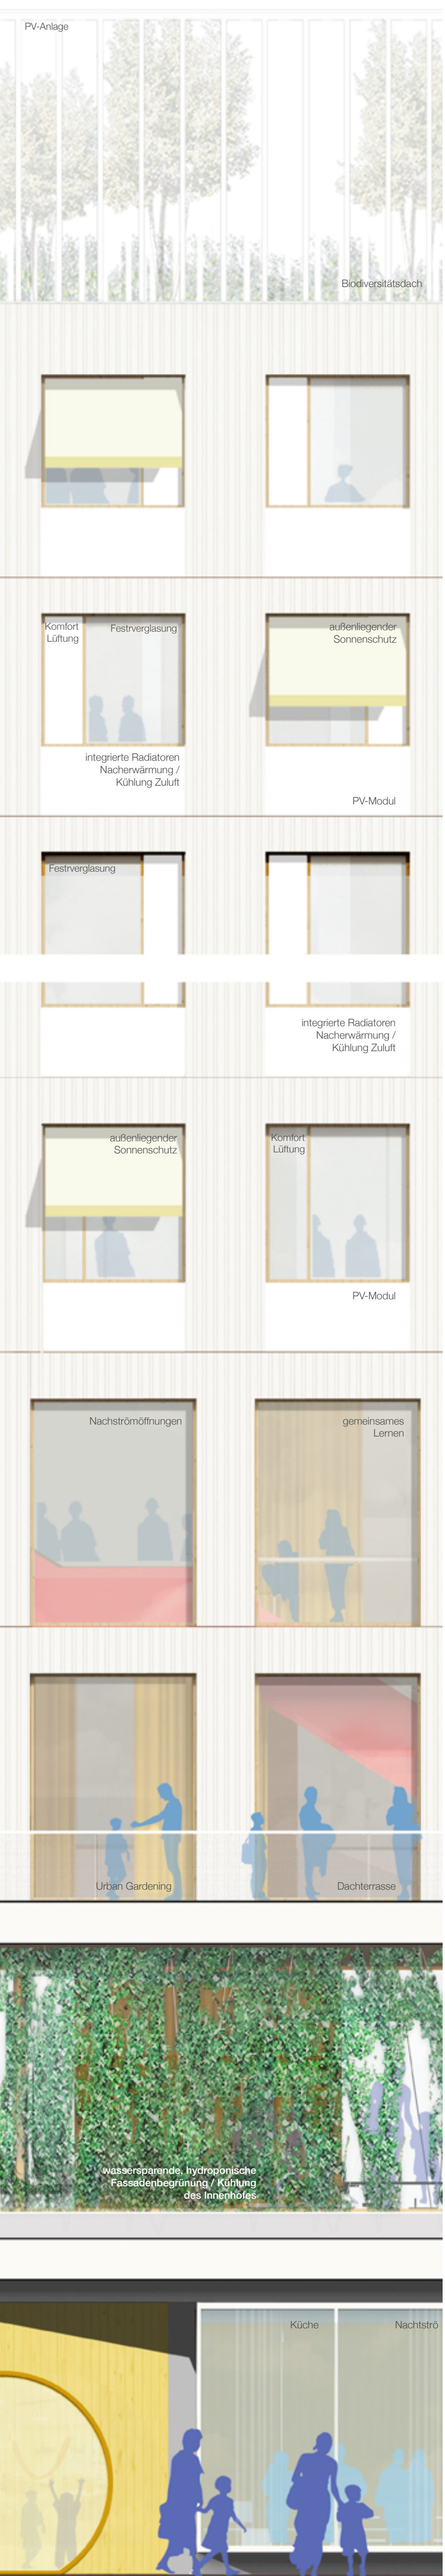 PV-Anlage
Biodiversitätsdach
Komfort
Lüftung
Festrverglasung
außenliegender
Sonnenschutz
integrierte Radiatoren
Nacherwärmung /
Kühlung Zuluft
PV-Modul
Festrverglasung
integrierte Radiatoren
Nacherwärmung /
Kühlung Zuluft
außenliegender
Sonnenschutz
Komfort
Lüftung
PV-Modul
Nachströmöffnungen
gemeinsames
Lernen
Urban Gardening
Dachterrasse
wassersparende, hydroponische
Fassadenbegrünung / Kühlung
des Innenhofes
Küche
Nachtströ